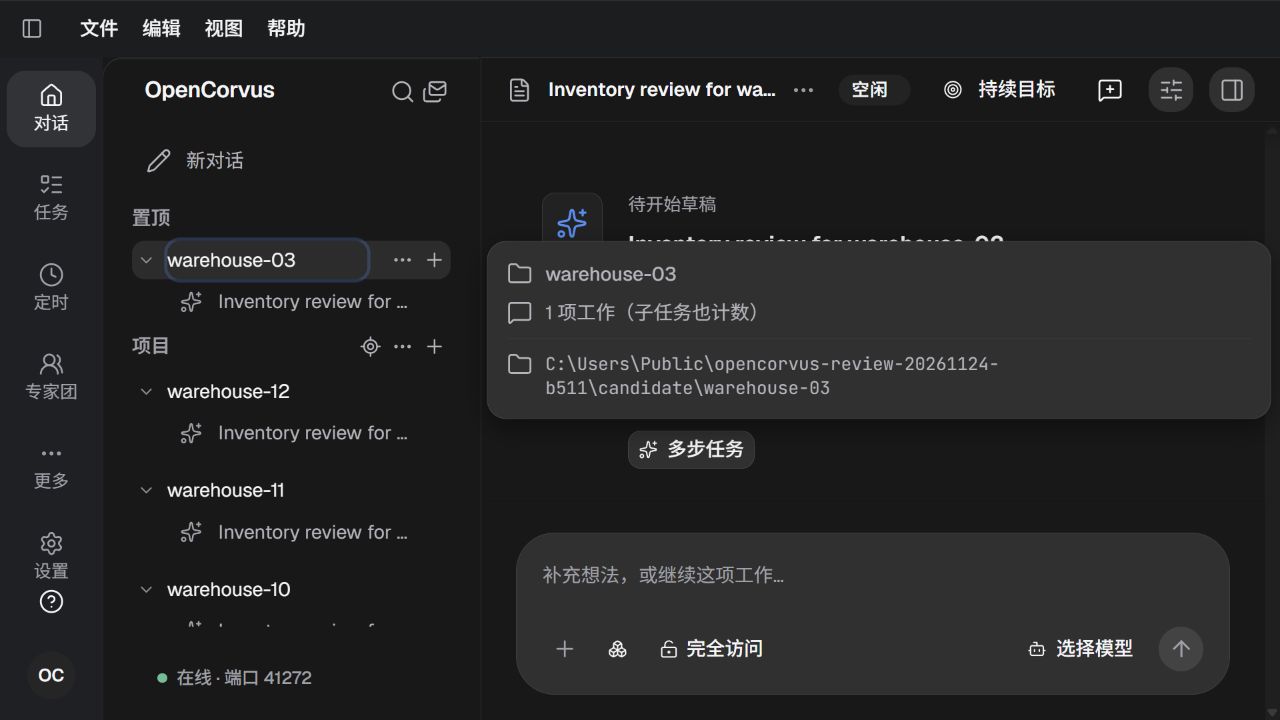 文件 编辑 视图 帮助
对话
任务
定时
专家团
更多
设置
OC
OpenCorvus
新对话
置顶
warehouse-03
Inventory review for ...
项目
warehouse-12
Inventory review for ...
warehouse-11
Inventory review for ...
warehouse-10
在线 · 端口 41272
Inventory review for wa...
空闲
持续目标
待开始草稿
Inventory review for warehouse-03
warehouse-03
1 项工作（子任务也计数）
C:\Users\Public\opencorvus-review-20261124-
b511\candidate\warehouse-03
多步任务
补充想法，或继续这项工作...
完全访问
选择模型